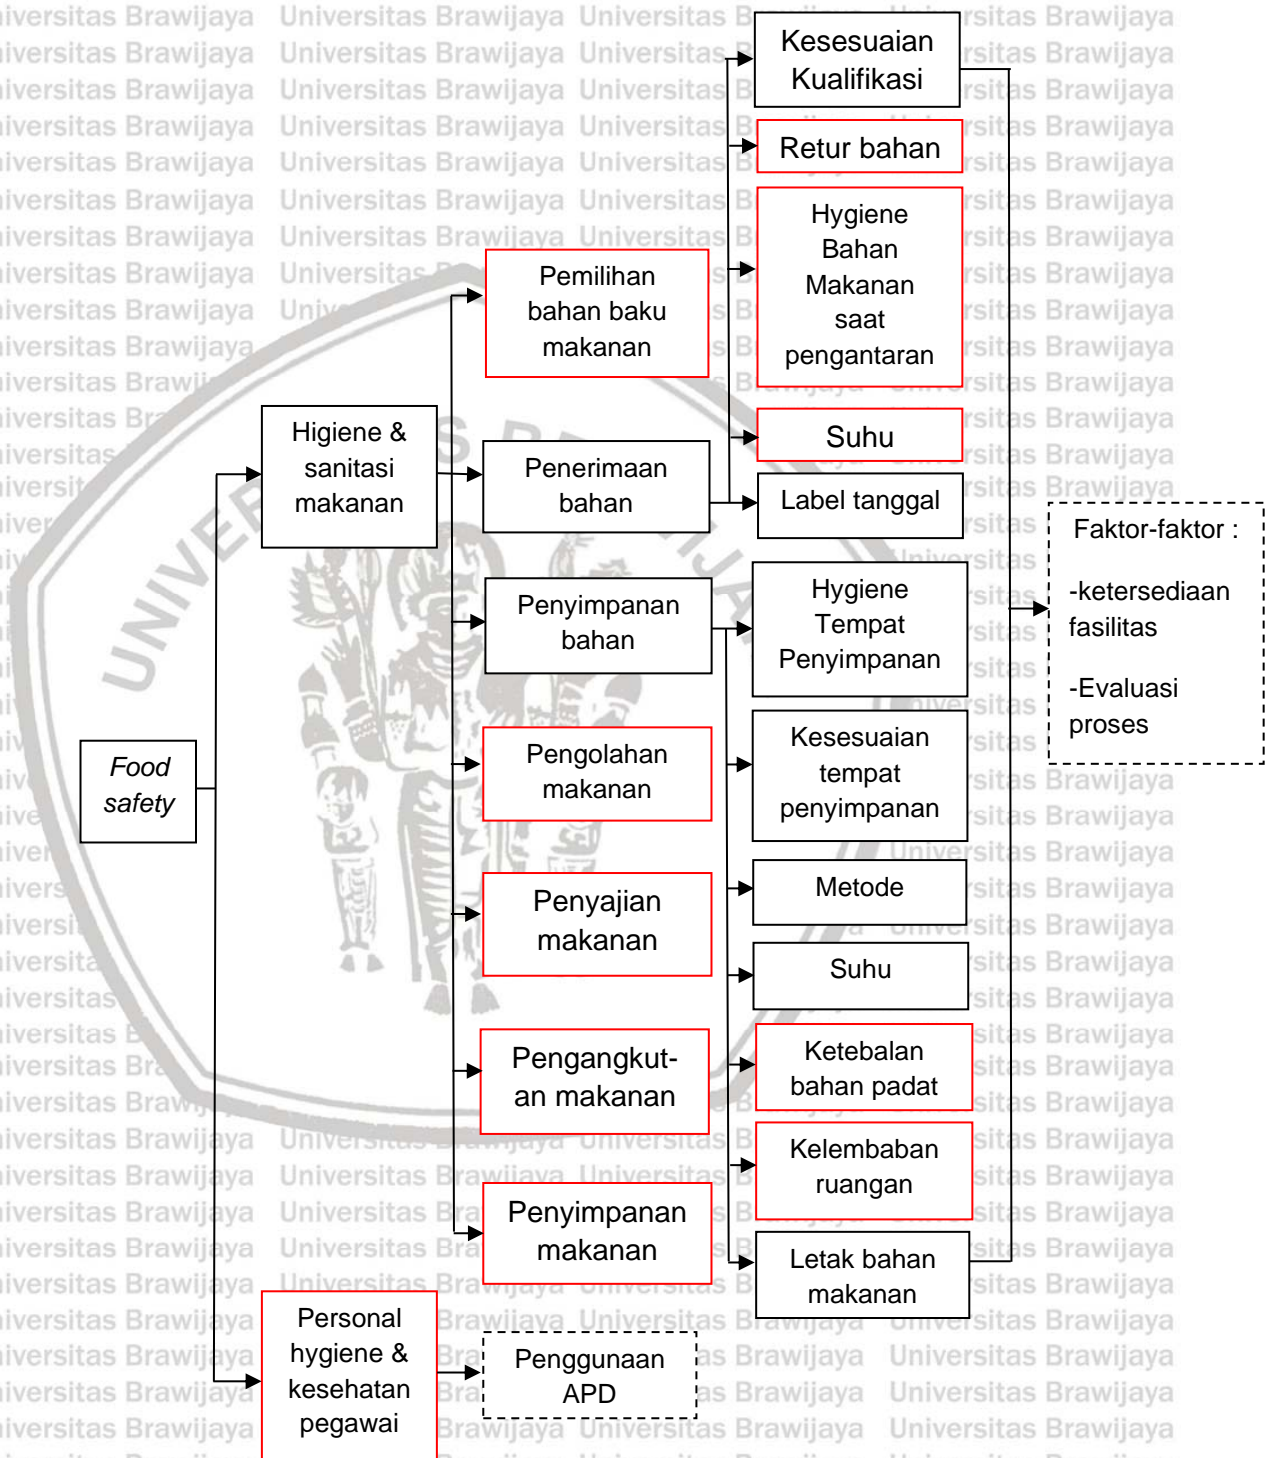 Food
safety
Higiene &
sanitasi
makanan
Pemilihan
bahan baku
makanan
Penerimaan
bahan
Kesesuaian
Kualifikasi
Retur bahan
Hygiene
Bahan
Makanan
saat
pengantaran
Suhu
Label tanggal
Penyimpanan
bahan
Hygiene
Tempat
Penyimpanan
Kesesuaian
tempat
penyimpanan
Metode
Suhu
Ketebalan
bahan padat
Kelembaban
ruangan
Letak bahan
makanan
Faktor-faktor :
-ketersediaan
fasilitas
-Evaluasi
proses
Pengolahan
makanan
Penyajian
makanan
Pengangkut-
an makanan
Penyimpanan
makanan
Personal
hygiene &
kesehatan
pegawai
Penggunaan
APD